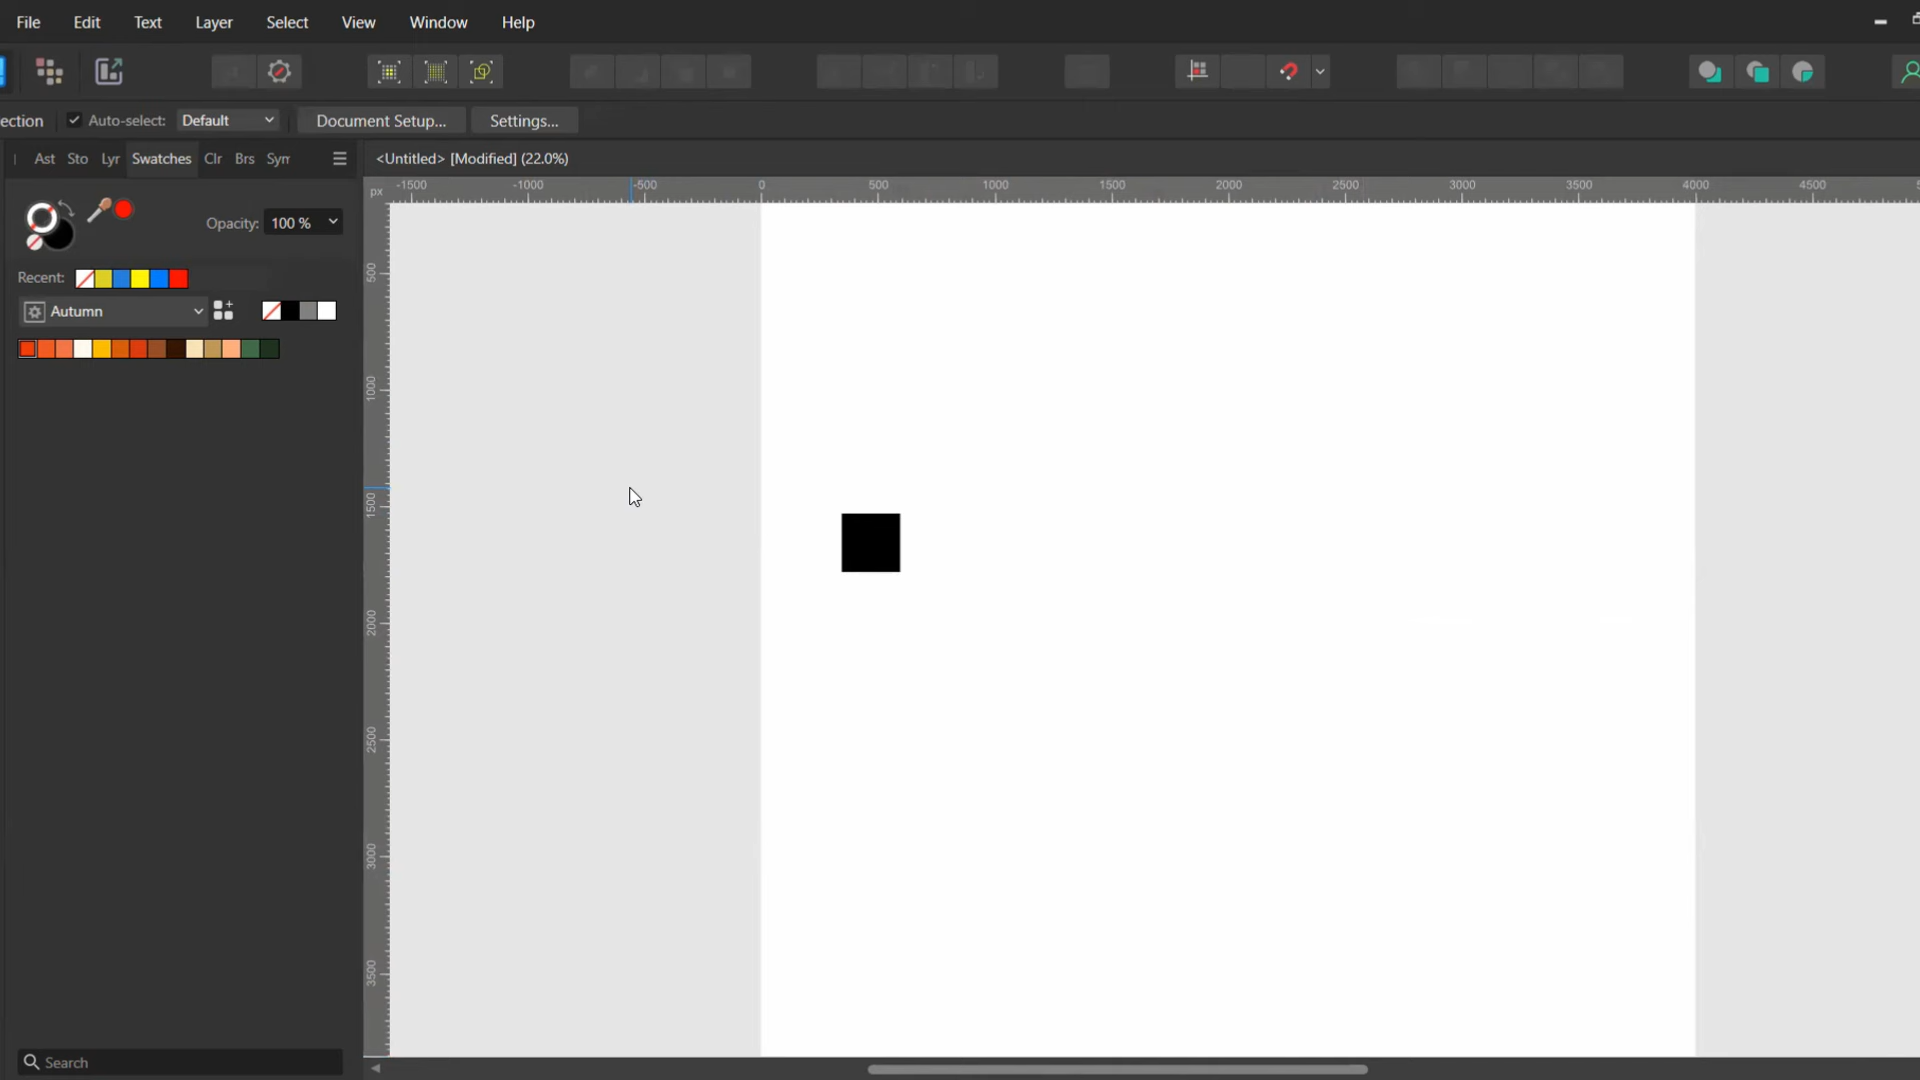 File Edit Text Layer Select View Window Help
ection Auto-select: Default Document Setup... Settings...
Ast Sto Lyr Swatches Clr Brs Sym
<Untitled> [Modified] (22.0%)
px -1500 -1000 -500 0 500 1000 1500 2000 2500 3000 3500 4000 4500
Opacity: 100 %
Recent:
Autumn
500
1000
1500
2000
2500
3000
3500
Search